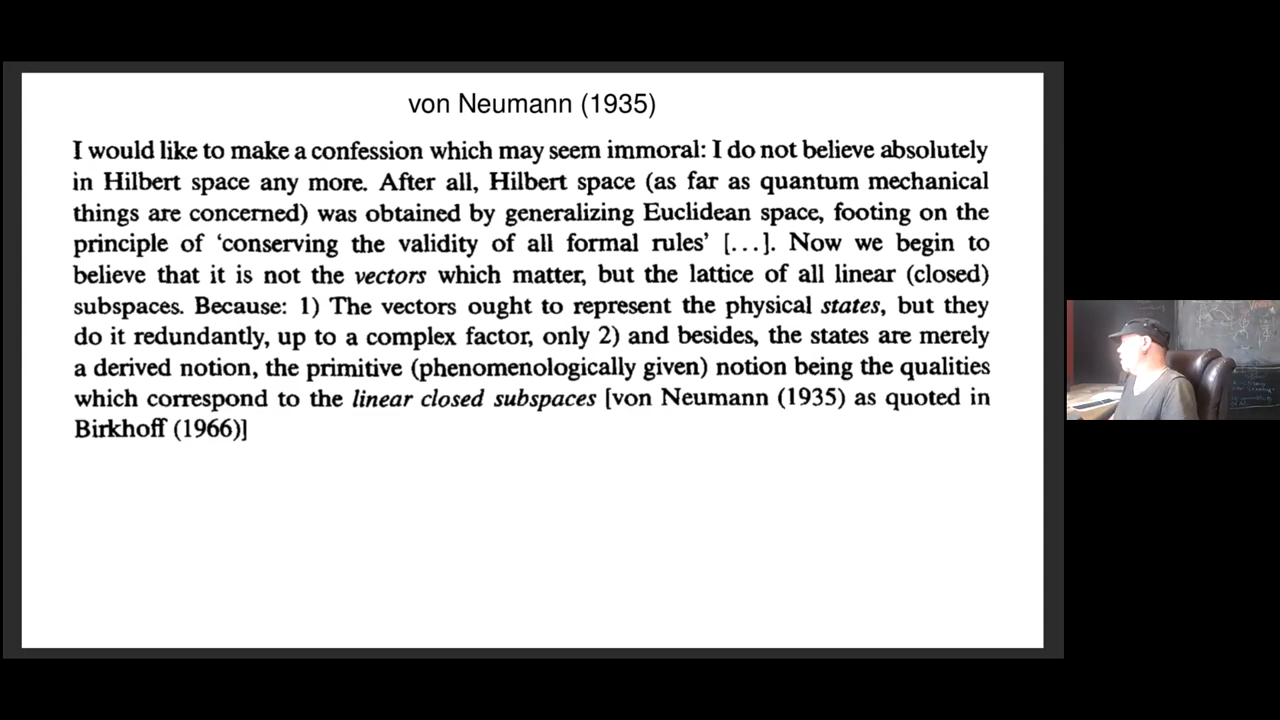 von Neumann (1935)
I would like to make a confession which may seem immoral: I do not believe absolutely
in Hilbert space any more. After all, Hilbert space (as far as quantum mechanical
things are concerned) was obtained by generalizing Euclidean space, footing on the
principle of ‘conserving the validity of all formal rules’ [...]. Now we begin to
believe that it is not the vectors which matter, but the lattice of all linear (closed)
subspaces. Because: 1) The vectors ought to represent the physical states, but they
do it redundantly, up to a complex factor, only 2) and besides, the states are merely
a derived notion, the primitive (phenomenologically given) notion being the qualities
which correspond to the linear closed subspaces [von Neumann (1935) as quoted in
Birkhoff (1966)]